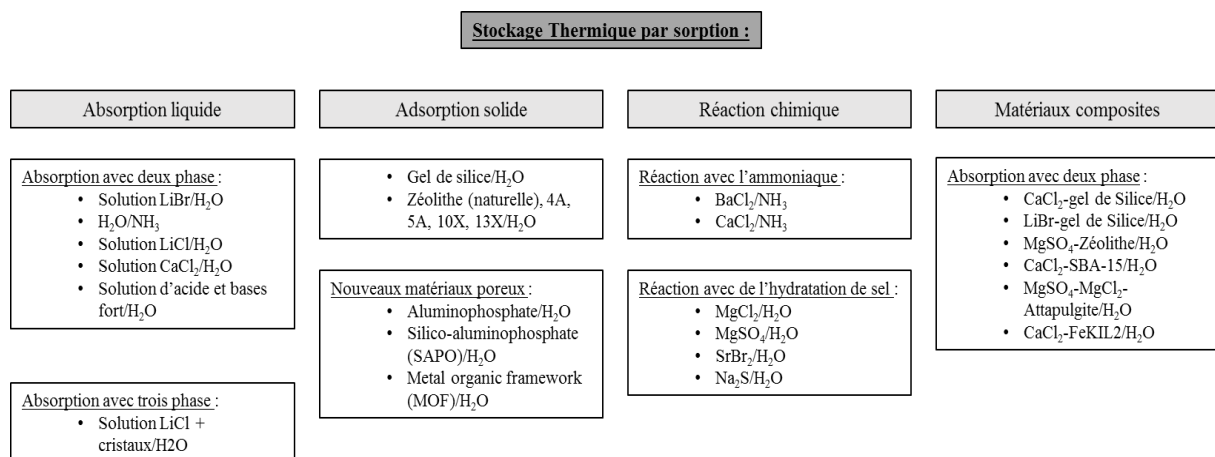 Stockage Thermique par sorption :
Absorption liquide
Absorption avec deux phase :
• Solution LiBr/H₂O
• H₂O/NH₃
• Solution LiCl/H₂O
• Solution CaCl₂/H₂O
• Solution d'acide et bases
fort/H₂O
Absorption avec trois phase :
• Solution LiCl +
cristaux/H2O
Adsorption solide
• Gel de silice/H₂O
• Zéolithe (naturelle), 4A,
5A, 10X, 13X/H₂O
Nouveaux matériaux poreux :
• Aluminophosphate/H₂O
• Silico-aluminophosphate
(SAPO)/H₂O
• Metal organic framework
(MOF)/H₂O
Réaction chimique
Réaction avec l'ammoniaque :
• BaCl₂/NH₃
• CaCl₂/NH₃
Réaction avec de l'hydratation de sel :
• MgCl₂/H₂O
• MgSO₄/H₂O
• SrBr₂/H₂O
• Na₂S/H₂O
Matériaux composites
Absorption avec deux phase :
• CaCl₂-gel de Silice/H₂O
• LiBr-gel de Silice/H₂O
• MgSO₄-Zéolithe/H₂O
• CaCl₂-SBA-15/H₂O
• MgSO₄-MgCl₂-
Attapulgite/H₂O
• CaCl₂-FeKIL2/H₂O